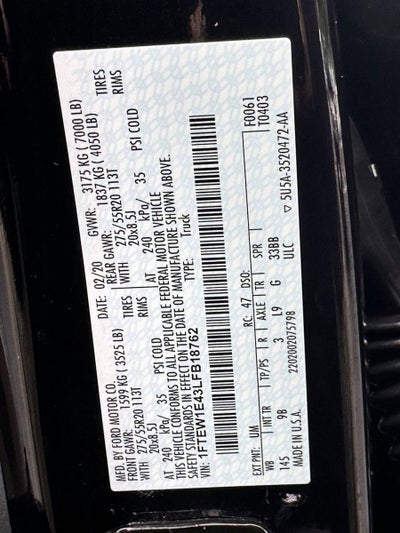 MFD. BY FORD MOTOR CO.
DATE: 02/20 GVWR: 3175 KG ( 7000 LB)
FRONT GAWR: 1599 KG ( 3525 LB) REAR GAWR: 1837 KG ( 4050 LB)
WITH 275/55R20 113T TIRES WITH 275/55R20 113T TIRES
20x8.5J RIMS 20x8.5J RIMS
AT 240 kPa/ 35 PSI COLD AT 240 kPa/ 35 PSI COLD
THIS VEHICLE CONFORMS TO ALL APPLICABLE FEDERAL MOTOR VEHICLE
SAFETY STANDARDS IN EFFECT ON THE DATE OF MANUFACTURE SHOWN ABOVE.
VIN: 1FTEW1E43LFB18762 TYPE: Truck
F0061
T0403
EXT PNT: UM RC: 47 DSO:
WB INT TR TP/PS R AXLE TR SPR
145 9B 3 L9 G 33BB
ULC
MADE IN U.S.A. 2202002075798 5U5A-3520472-AA